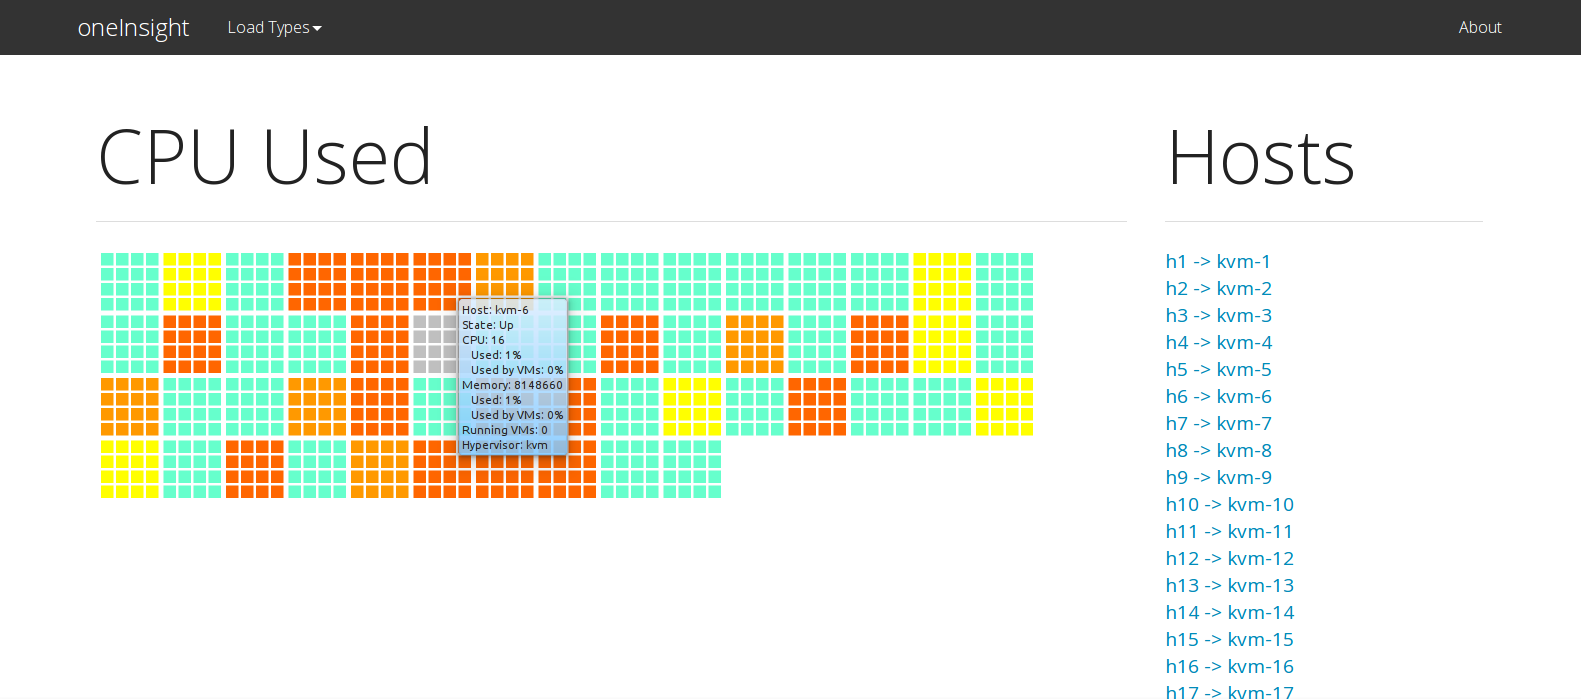 oneInsight Load Types About
CPU Used
Hosts
Host: kvm-6
State: Up
CPU: 16
Used: 1%
Used by VMs: 0%
Memory: 8148660
Used: 1%
Used by VMs: 0%
Running VMs: 0
Hypervisor: kvm
h1 -> kvm-1
h2 -> kvm-2
h3 -> kvm-3
h4 -> kvm-4
h5 -> kvm-5
h6 -> kvm-6
h7 -> kvm-7
h8 -> kvm-8
h9 -> kvm-9
h10 -> kvm-10
h11 -> kvm-11
h12 -> kvm-12
h13 -> kvm-13
h14 -> kvm-14
h15 -> kvm-15
h16 -> kvm-16
h17 -> kvm-17